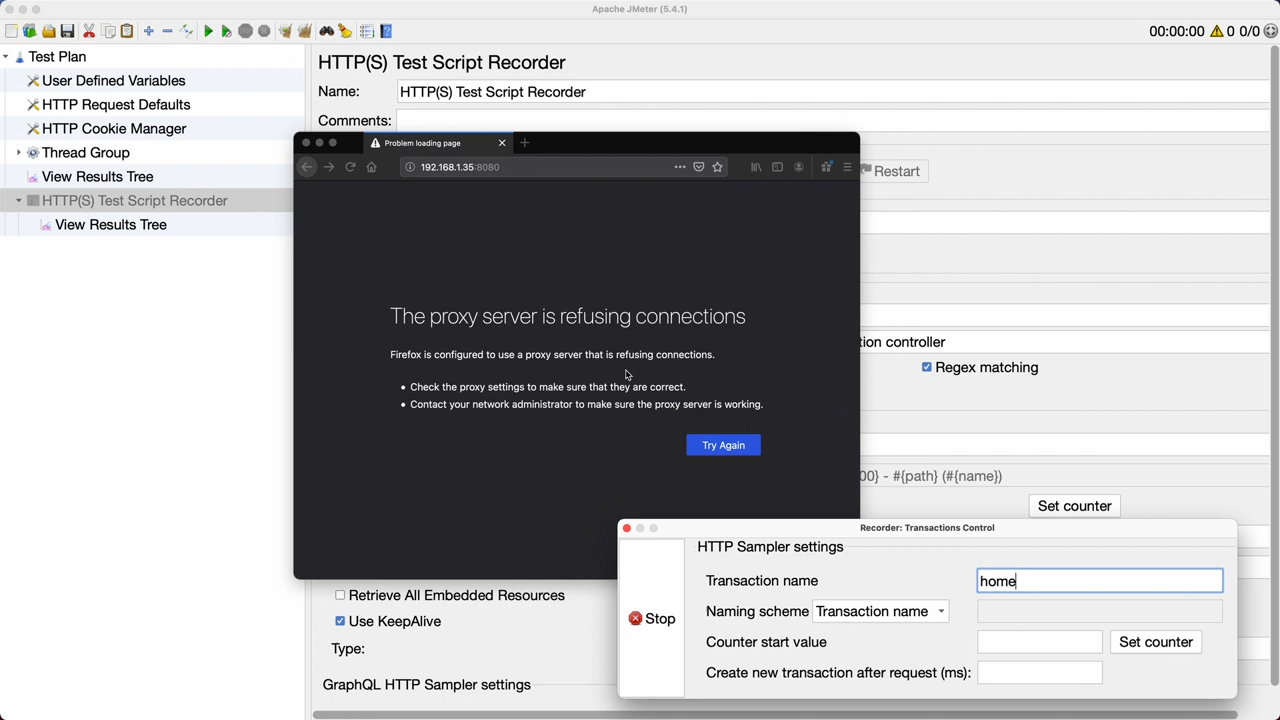 Apache JMeter (5.4.1)
00:00:00 0 0/0
Test Plan
User Defined Variables
HTTP Request Defaults
HTTP Cookie Manager
Thread Group
View Results Tree
HTTP(S) Test Script Recorder
View Results Tree
HTTP(S) Test Script Recorder
Name: HTTP(S) Test Script Recorder
Comments:
Restart
Problem loading page
192.168.1.35:8080
The proxy server is refusing connections
Firefox is configured to use a proxy server that is refusing connections.
• Check the proxy settings to make sure that they are correct.
• Contact your network administrator to make sure the proxy server is working.
Try Again
tion controller
Regex matching
00} - #{path} (#{name})
Set counter
Retrieve All Embedded Resources
Use KeepAlive
Type:
GraphQL HTTP Sampler settings
Recorder: Transactions Control
Stop
HTTP Sampler settings
Transaction name home
Naming scheme Transaction name
Counter start value Set counter
Create new transaction after request (ms):